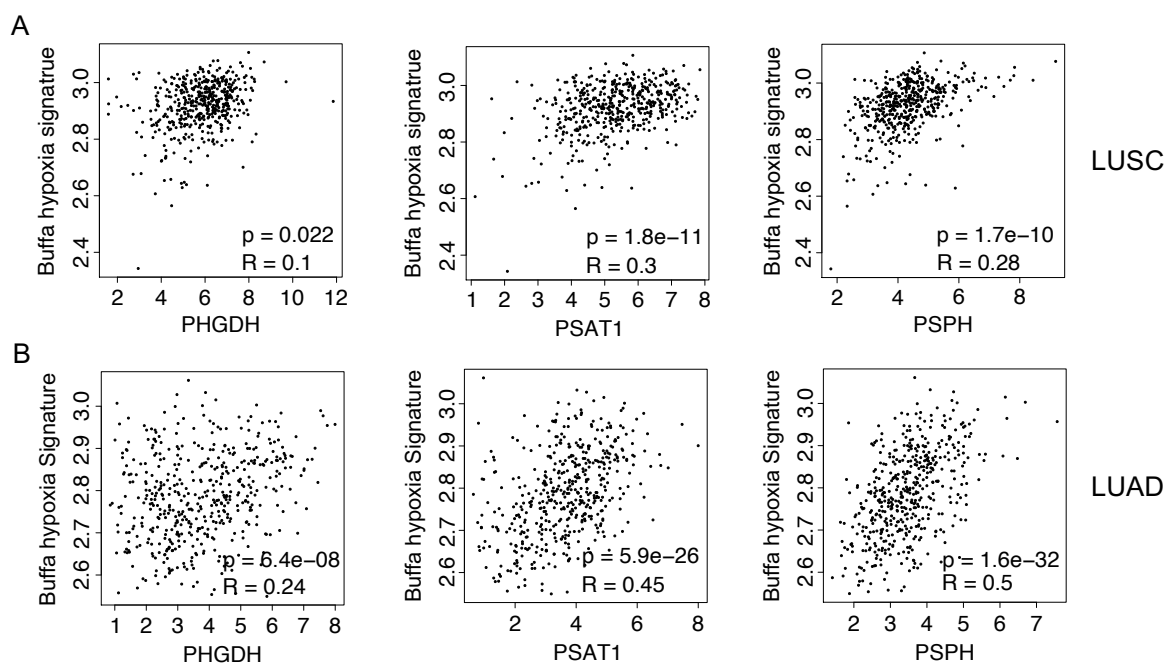 A
Buffa hypoxia signatrue
3.0
2.8
2.6
2.4
p = 0.022
R = 0.1
2 4 6 8 10 12
PHGDH
Buffa hypoxia signatrue
3.0
2.8
2.6
2.4
p = 1.8e−11
R = 0.3
1 2 3 4 5 6 7 8
PSAT1
Buffa hypoxia signatrue
3.0
2.8
2.6
2.4
p = 1.7e−10
R = 0.28
2 4 6 8
PSPH
LUSC
B
Buffa hypoxia Signature
3.0
2.9
2.8
2.7
2.6
p = 6.4e−08
R = 0.24
1 2 3 4 5 6 7 8
PHGDH
Buffa hypoxia Signature
3.0
2.9
2.8
2.7
2.6
p = 5.9e−26
R = 0.45
2 4 6 8
PSAT1
Buffa hypoxia Signature
3.0
2.9
2.8
2.7
2.6
p = 1.6e−32
R = 0.5
2 3 4 5 6 7
PSPH
LUAD